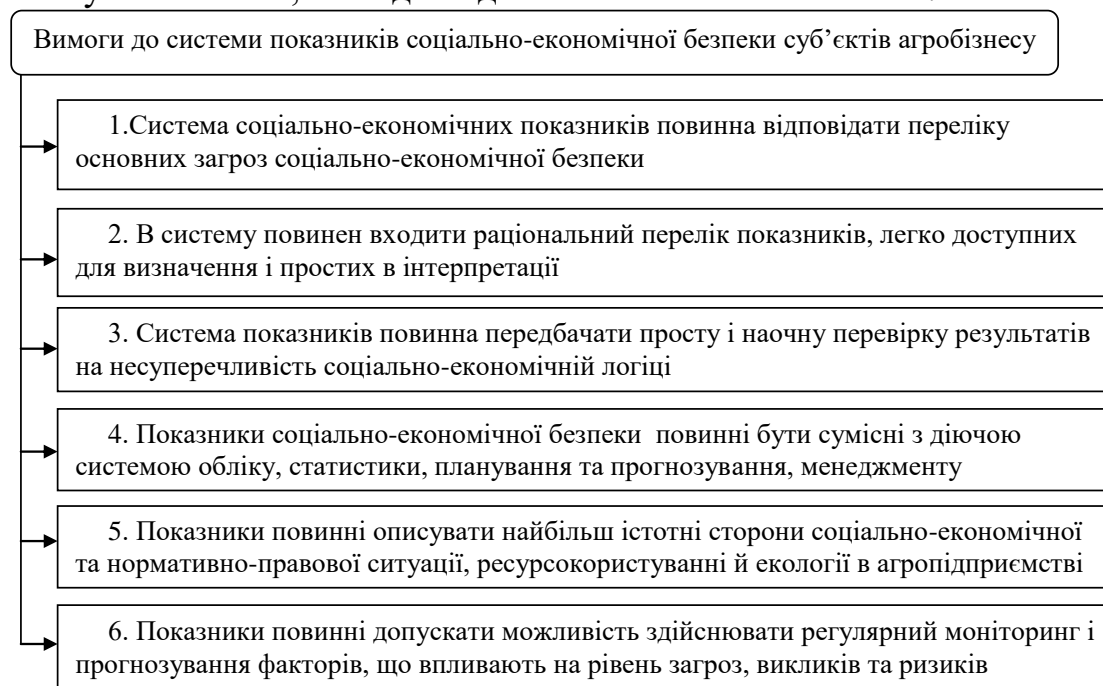 Вимоги до системи показників соціально-економічної безпеки суб’єктів агробізнесу
1.Система соціально-економічних показників повинна відповідати переліку
основних загроз соціально-економічної безпеки
2. В систему повинен входити раціональний перелік показників, легко доступних
для визначення і простих в інтерпретації
3. Система показників повинна передбачати просту і наочну перевірку результатів
на несуперечливість соціально-економічній логіці
4. Показники соціально-економічної безпеки повинні бути сумісні з діючою
системою обліку, статистики, планування та прогнозування, менеджменту
5. Показники повинні описувати найбільш істотні сторони соціально-економічної
та нормативно-правової ситуації, ресурсокористуванні й екології в агропідприємстві
6. Показники повинні допускати можливість здійснювати регулярний моніторинг і
прогнозування факторів, що впливають на рівень загроз, викликів та ризиків